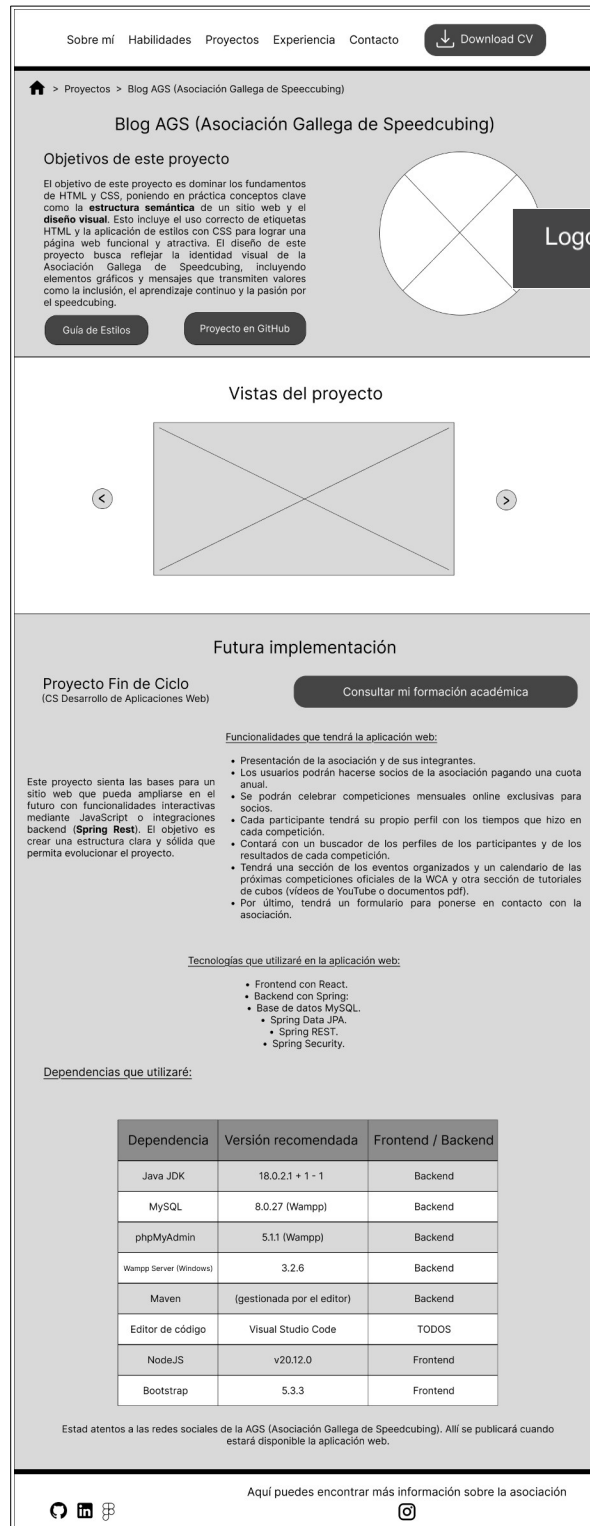 Sobre mí Habilidades Proyectos Experiencia Contacto Download CV
> Proyectos > Blog AGS (Asociación Gallega de Speeccubing)
Blog AGS (Asociación Gallega de Speedcubing)
Objetivos de este proyecto
El objetivo de este proyecto es dominar los fundamentos
de HTML y CSS, poniendo en práctica conceptos clave
como la estructura semántica de un sitio web y el
diseño visual. Esto incluye el uso correcto de etiquetas
HTML y la aplicación de estilos con CSS para lograr una
página web funcional y atractiva. El diseño de este
proyecto busca reflejar la identidad visual de la
Asociación Gallega de Speedcubing, incluyendo
elementos gráficos y mensajes que transmiten valores
como la inclusión, el aprendizaje continuo y la pasión por
el speedcubing.
Logo
Guía de Estilos
Proyecto en GitHub
Vistas del proyecto
< >
Futura implementación
Proyecto Fin de Ciclo
(CS Desarrollo de Aplicaciones Web)
Consultar mi formación académica
Este proyecto sienta las bases para un
sitio web que pueda ampliarse en el
futuro con funcionalidades interactivas
mediante JavaScript o integraciones
backend (Spring Rest). El objetivo es
crear una estructura clara y sólida que
permita evolucionar el proyecto.
Funcionalidades que tendrá la aplicación web:
• Presentación de la asociación y de sus integrantes.
• Los usuarios podrán hacerse socios de la asociación pagando una cuota
anual.
• Se podrán celebrar competiciones mensuales online exclusivas para
socios.
• Cada participante tendrá su propio perfil con los tiempos que hizo en
cada competición.
• Contará con un buscador de los perfiles de los participantes y de los
resultados de cada competición.
• Tendrá una sección de los eventos organizados y un calendario de las
próximas competiciones oficiales de la WCA y otra sección de tutoriales
de cubos (vídeos de YouTube o documentos pdf).
• Por último, tendrá un formulario para ponerse en contacto con la
asociación.
Tecnologías que utilizaré en la aplicación web:
• Frontend con React.
• Backend con Spring:
• Base de datos MySQL.
• Spring Data JPA.
• Spring REST.
• Spring Security.
Dependencias que utilizaré:
Dependencia Versión recomendada Frontend / Backend
Java JDK 18.0.2.1 + 1 - 1 Backend
MySQL 8.0.27 (Wampp) Backend
phpMyAdmin 5.1.1 (Wampp) Backend
Wampp Server (Windows) 3.2.6 Backend
Maven (gestionada por el editor) Backend
Editor de código Visual Studio Code TODOS
NodeJS v20.12.0 Frontend
Bootstrap 5.3.3 Frontend
Estad atentos a las redes sociales de la AGS (Asociación Gallega de Speedcubing). Allí se publicará cuando
estará disponible la aplicación web.
Aquí puedes encontrar más información sobre la asociación